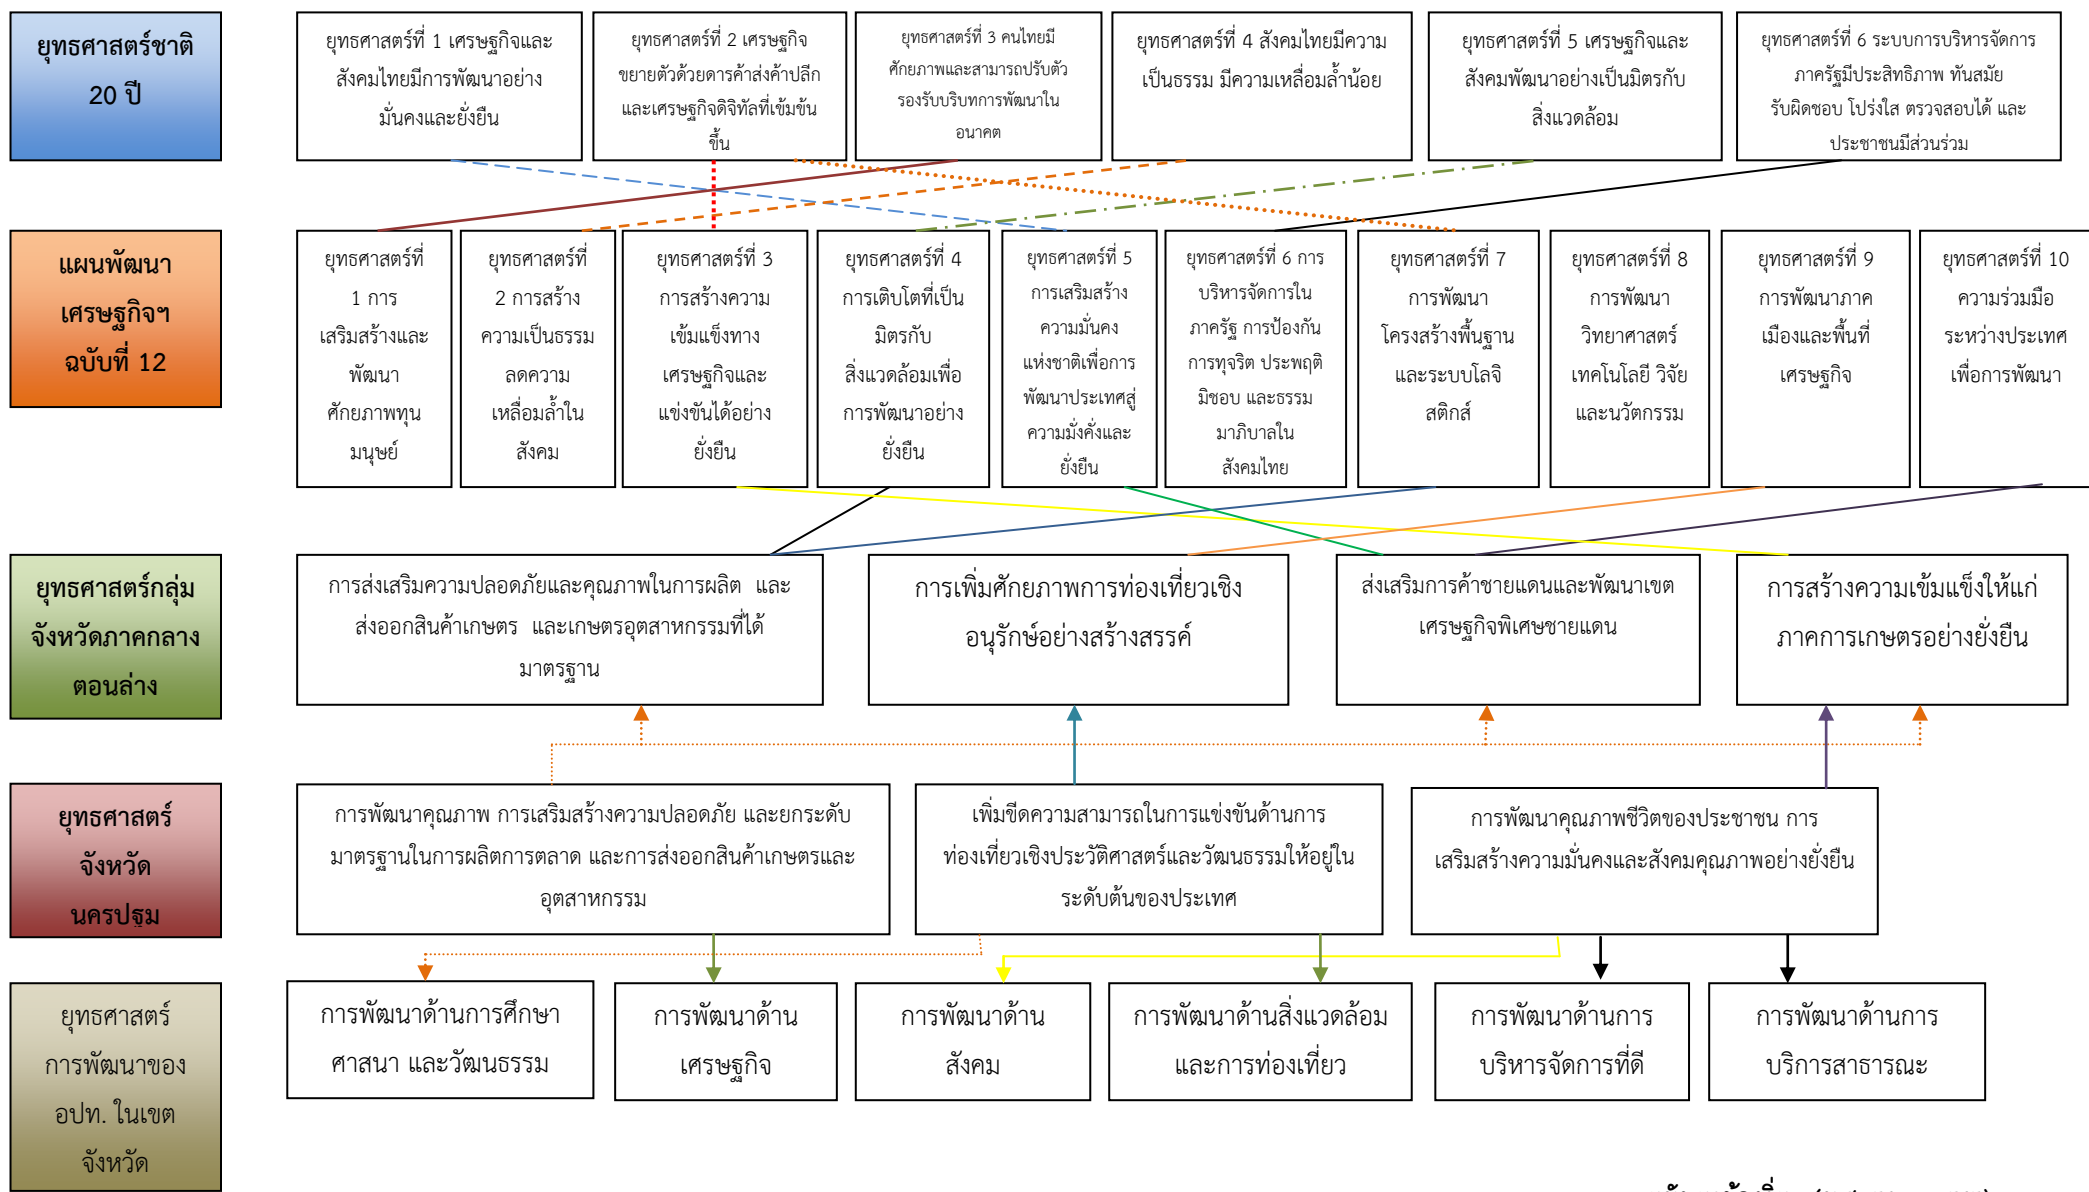 ยุทธศาสตร์ชาติ
20 ปี
ยุทธศาสตร์ที่ 1 เศรษฐกิจและ
สังคมไทยมีการพัฒนาอย่าง
มั่นคงและยั่งยืน
ยุทธศาสตร์ที่ 2 เศรษฐกิจ
ขยายตัวด้วยดารค้าส่งค้าปลีก
และเศรษฐกิจดิจิทัลที่เข้มข้น
ขึ้น
ยุทธศาสตร์ที่ 3 คนไทยมี
ศักยภาพและสามารถปรับตัว
รองรับบริบทการพัฒนาใน
อนาคต
ยุทธศาสตร์ที่ 4 สังคมไทยมีความ
เป็นธรรม มีความเหลื่อมล้ำน้อย
ยุทธศาสตร์ที่ 5 เศรษฐกิจและ
สังคมพัฒนาอย่างเป็นมิตรกับ
สิ่งแวดล้อม
ยุทธศาสตร์ที่ 6 ระบบการบริหารจัดการ
ภาครัฐมีประสิทธิภาพ ทันสมัย
รับผิดชอบ โปร่งใส ตรวจสอบได้ และ
ประชาชนมีส่วนร่วม
แผนพัฒนา
เศรษฐกิจฯ
ฉบับที่ 12
ยุทธศาสตร์ที่
1 การ
เสริมสร้างและ
พัฒนา
ศักยภาพทุน
มนุษย์
ยุทธศาสตร์ที่
2 การสร้าง
ความเป็นธรรม
ลดความ
เหลื่อมล้ำใน
สังคม
ยุทธศาสตร์ที่ 3
การสร้างความ
เข้มแข็งทาง
เศรษฐกิจและ
แข่งขันได้อย่าง
ยั่งยืน
ยุทธศาสตร์ที่ 4
การเติบโตที่เป็น
มิตรกับ
สิ่งแวดล้อมเพื่อ
การพัฒนาอย่าง
ยั่งยืน
ยุทธศาสตร์ที่ 5
การเสริมสร้าง
ความมั่นคง
แห่งชาติเพื่อการ
พัฒนาประเทศสู่
ความมั่งคั่งและ
ยั่งยืน
ยุทธศาสตร์ที่ 6 การ
บริหารจัดการใน
ภาครัฐ การป้องกัน
การทุจริต ประพฤติ
มิชอบ และธรรม
มาภิบาลใน
สังคมไทย
ยุทธศาสตร์ที่ 7
การพัฒนา
โครงสร้างพื้นฐาน
และระบบโลจิ
สติกส์
ยุทธศาสตร์ที่ 8
การพัฒนา
วิทยาศาสตร์
เทคโนโลยี วิจัย
และนวัตกรรม
ยุทธศาสตร์ที่ 9
การพัฒนาภาค
เมืองและพื้นที่
เศรษฐกิจ
ยุทธศาสตร์ที่ 10
ความร่วมมือ
ระหว่างประเทศ
เพื่อการพัฒนา
ยุทธศาสตร์กลุ่ม
จังหวัดภาคกลาง
ตอนล่าง
การส่งเสริมความปลอดภัยและคุณภาพในการผลิต และ
ส่งออกสินค้าเกษตร และเกษตรอุตสาหกรรมที่ได้
มาตรฐาน
การเพิ่มศักยภาพการท่องเที่ยวเชิง
อนุรักษ์อย่างสร้างสรรค์
ส่งเสริมการค้าชายแดนและพัฒนาเขต
เศรษฐกิจพิเศษชายแดน
การสร้างความเข้มแข็งให้แก่
ภาคการเกษตรอย่างยั่งยืน
ยุทธศาสตร์
จังหวัด
นครปฐม
การพัฒนาคุณภาพ การเสริมสร้างความปลอดภัย และยกระดับ
มาตรฐานในการผลิตการตลาด และการส่งออกสินค้าเกษตรและ
อุตสาหกรรม
เพิ่มขีดความสามารถในการแข่งขันด้านการ
ท่องเที่ยวเชิงประวัติศาสตร์และวัฒนธรรมให้อยู่ใน
ระดับต้นของประเทศ
การพัฒนาคุณภาพชีวิตของประชาชน การ
เสริมสร้างความมั่นคงและสังคมคุณภาพอย่างยั่งยืน
ยุทธศาสตร์
การพัฒนาของ
อปท. ในเขต
จังหวัด
การพัฒนาด้านการศึกษา
ศาสนา และวัฒนธรรม
การพัฒนาด้าน
เศรษฐกิจ
การพัฒนาด้าน
สังคม
การพัฒนาด้านสิ่งแวดล้อม
และการท่องเที่ยว
การพัฒนาด้านการ
บริหารจัดการที่ดี
การพัฒนาด้านการ
บริการสาธารณะ